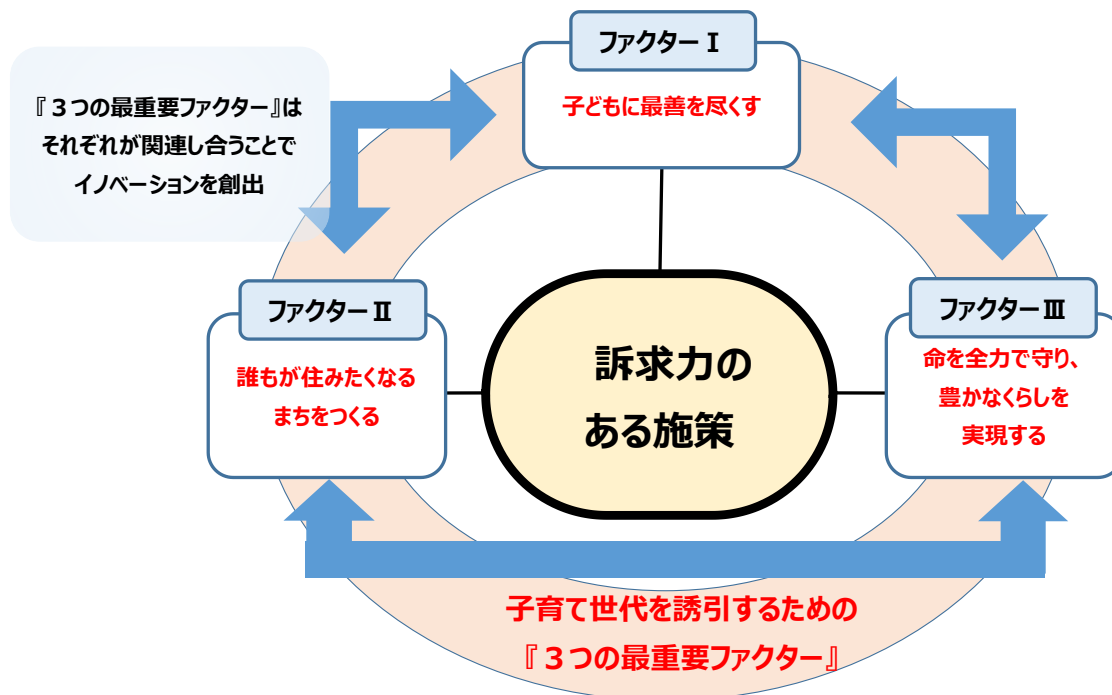 ファクターⅠ
子どもに最善を尽くす
『３つの最重要ファクター』は
それぞれが関連し合うことで
イノベーションを創出
ファクターⅡ
誰もが住みたくなる
まちをつくる
訴求力の
ある施策
ファクターⅢ
命を全力で守り、
豊かなくらしを
実現する
子育て世代を誘引するための
『３つの最重要ファクター』